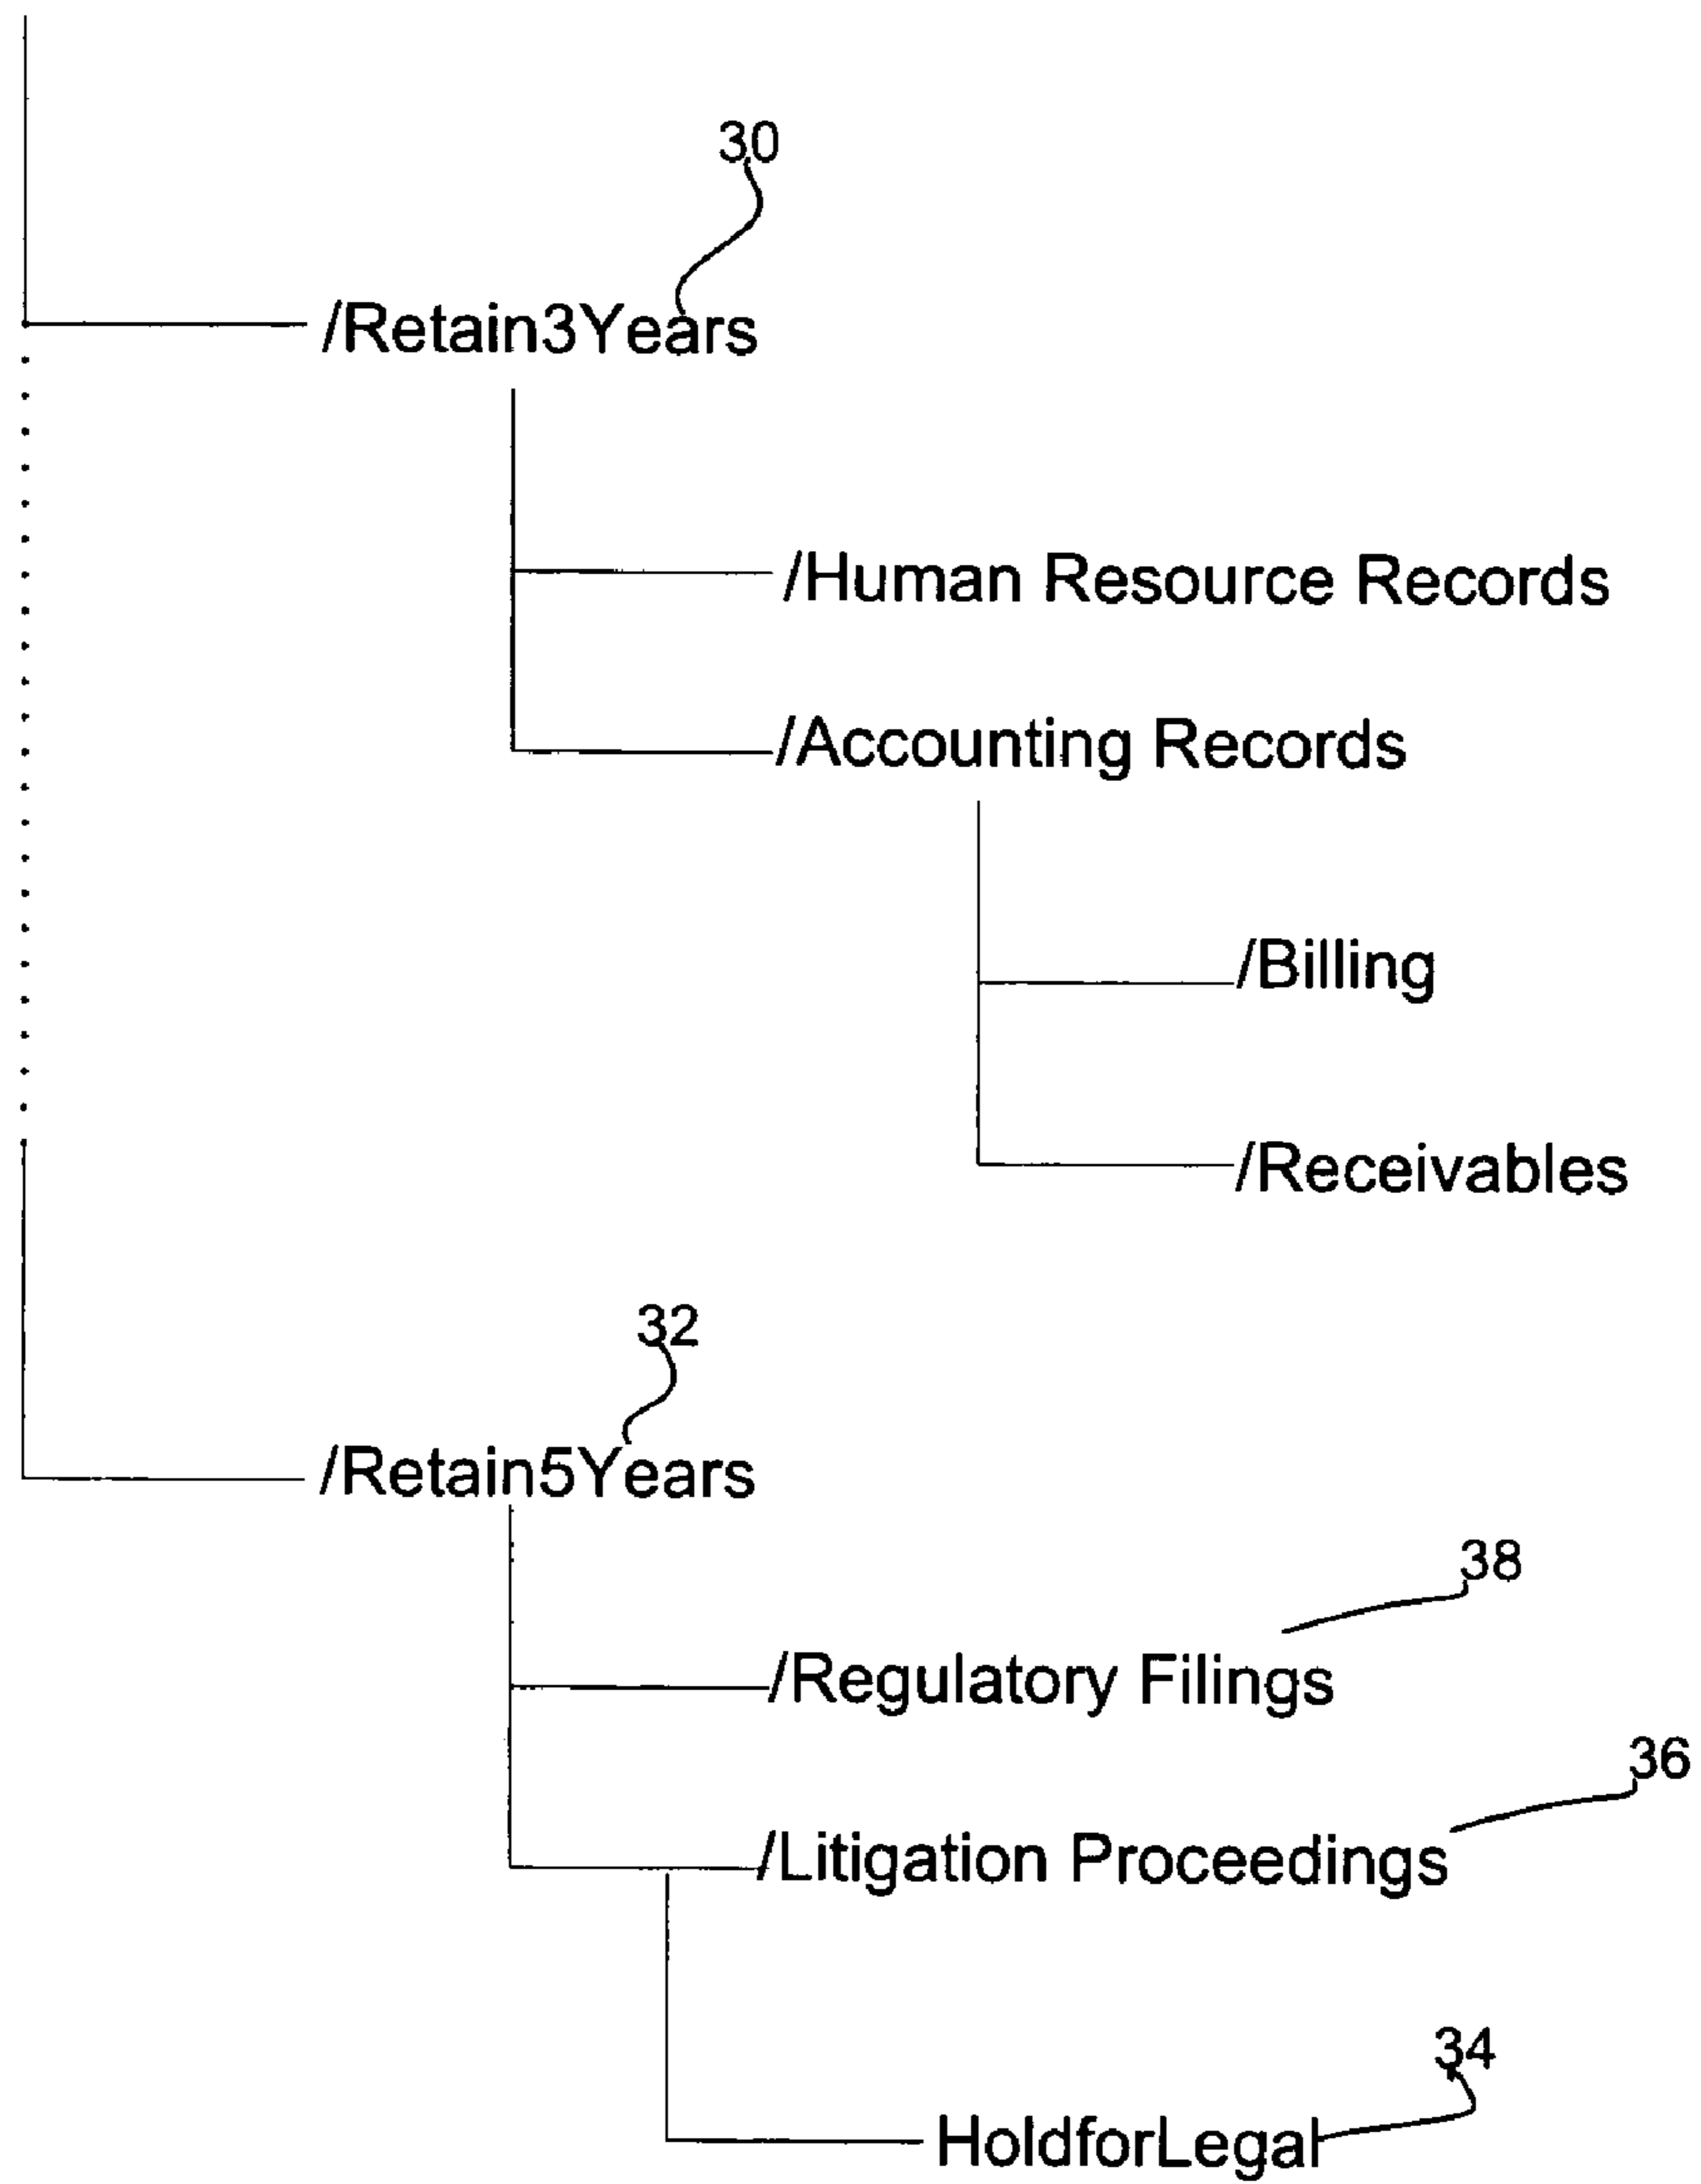 30
/Retain3Years
/Human Resource Records
/Accounting Records
/Billing
/Receivables
32
/Retain5Years
38
/Regulatory Filings
36
/Litigation Proceedings
34
HoldforLegal